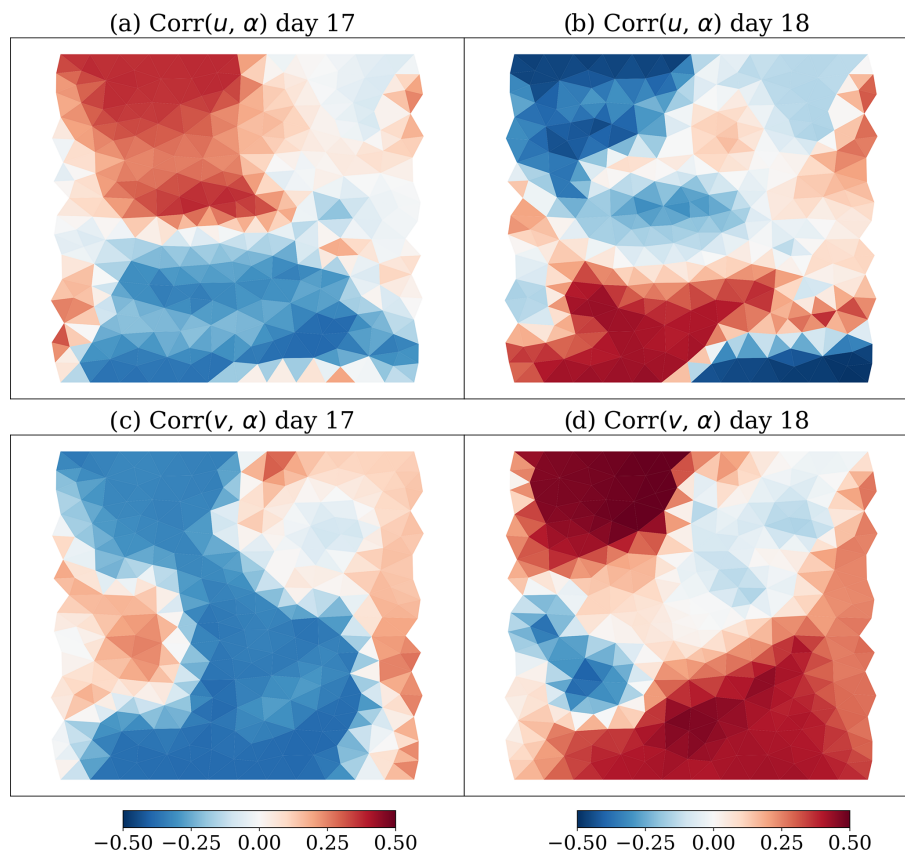 (a) Corr(u, α) day 17
(b) Corr(u, α) day 18
(c) Corr(v, α) day 17
(d) Corr(v, α) day 18
−0.50 −0.25 0.00 0.25 0.50
−0.50 −0.25 0.00 0.25 0.50